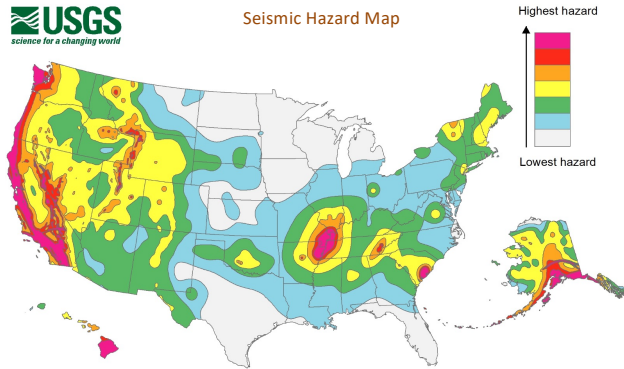 USGS
science for a changing world
Seismic Hazard Map
Highest hazard
Lowest hazard